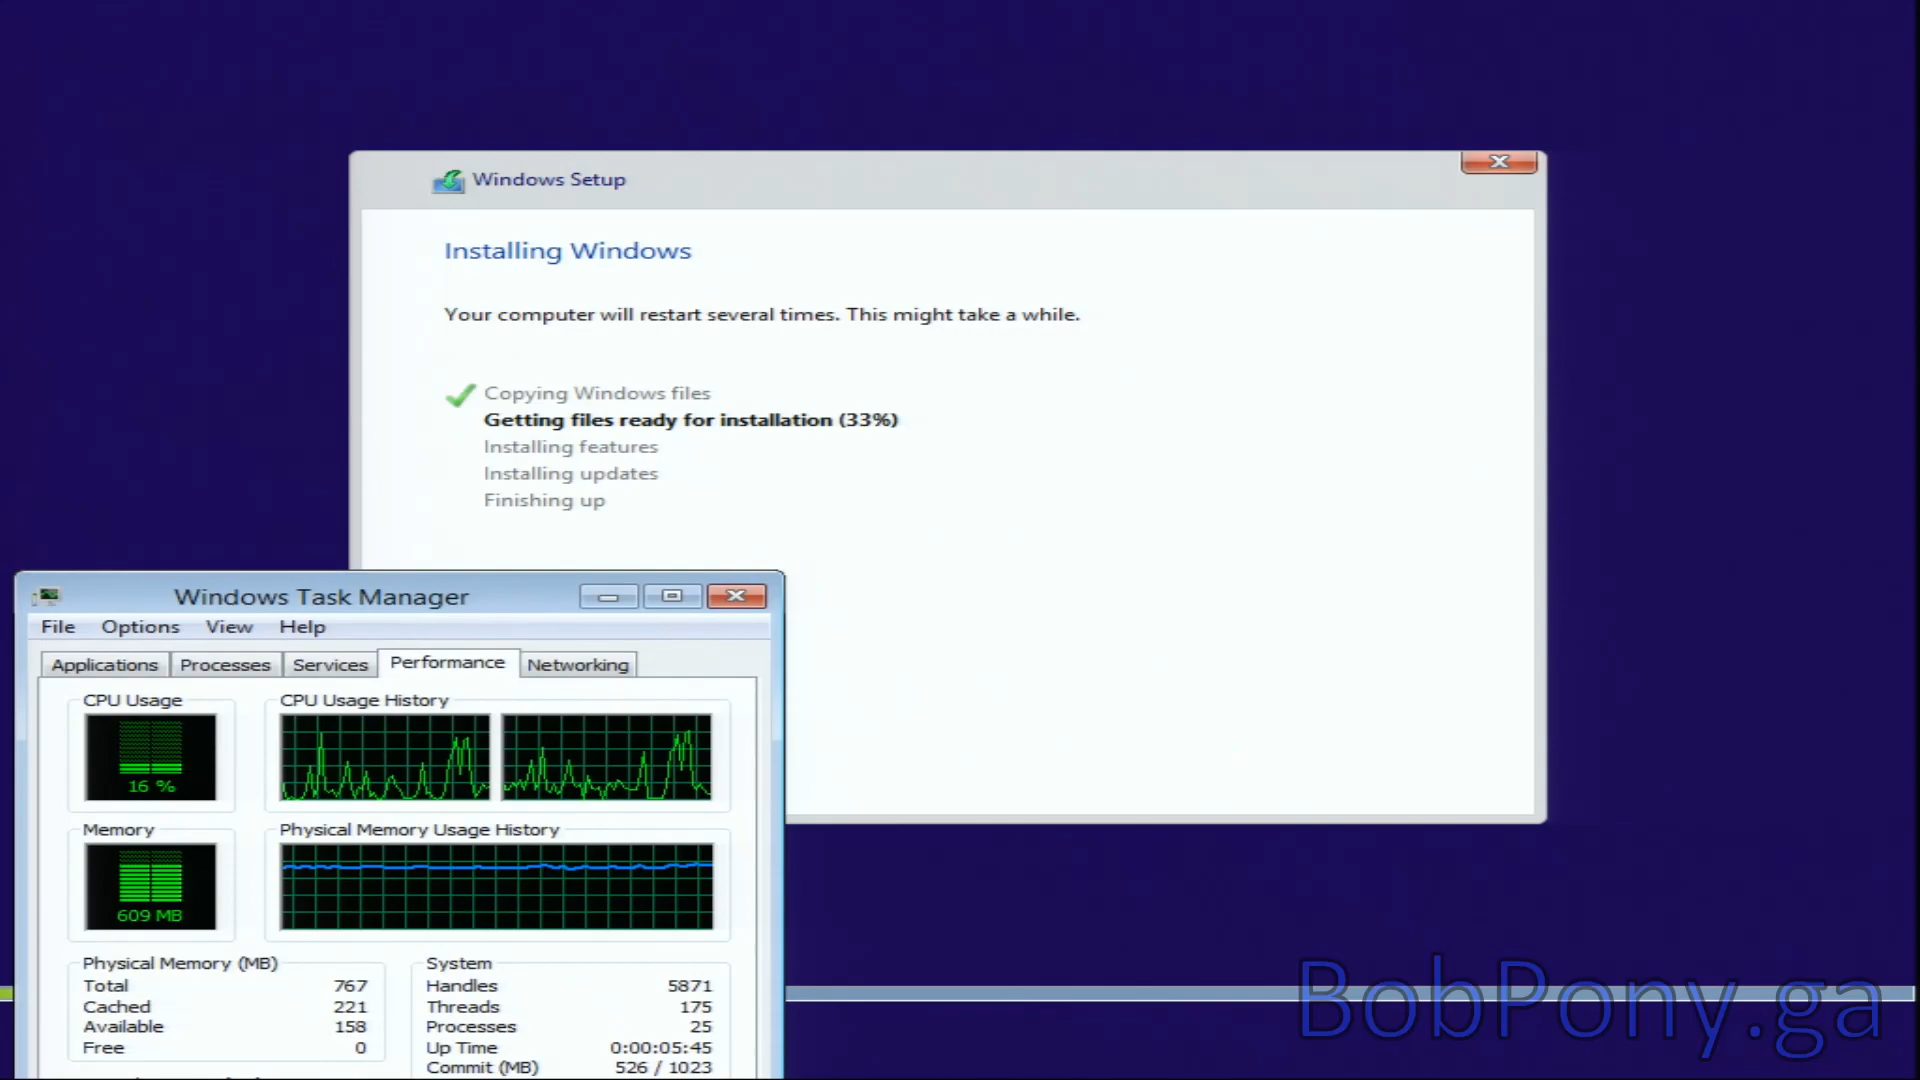 Windows Setup
Installing Windows
Your computer will restart several times. This might take a while.
Copying Windows files
Getting files ready for installation (33%)
Installing features
Installing updates
Finishing up
Windows Task Manager
File Options View Help
Applications Processes Services Performance Networking
CPU Usage CPU Usage History
16 %
Memory Physical Memory Usage History
609 MB
Physical Memory (MB)
Total 767
Cached 221
Available 158
Free 0
System
Handles 5871
Threads 175
Processes 25
Up Time 0:00:05:45
Commit (MB) 526 / 1023
BobPony.ga